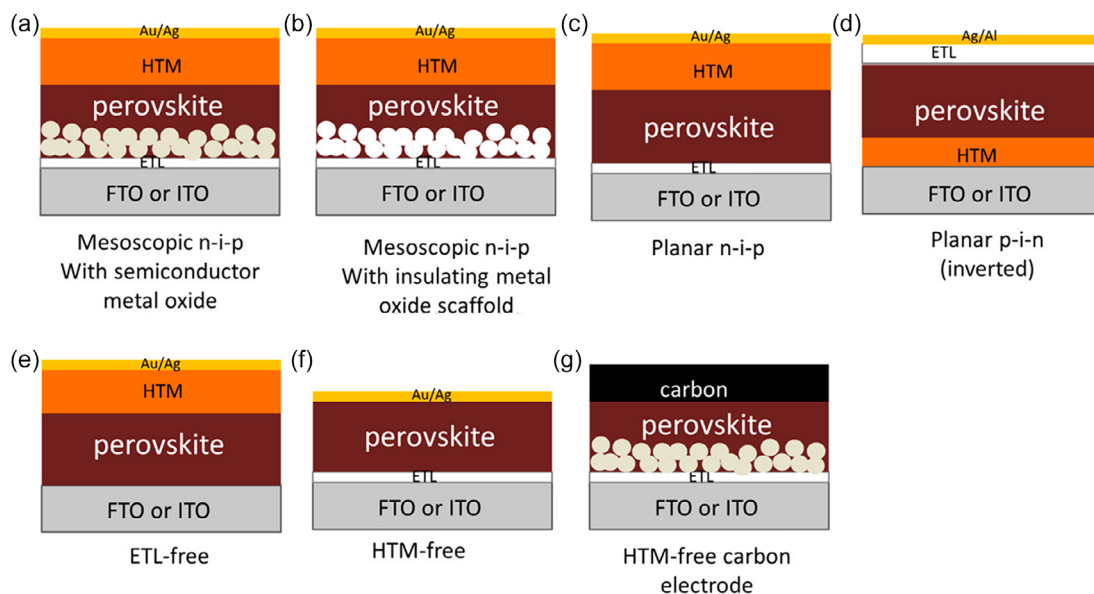 (a)
Au/Ag
HTM
perovskite
ETL
FTO or ITO
Mesoscopic n-i-p
With semiconductor
metal oxide
(b)
Au/Ag
HTM
perovskite
ETL
FTO or ITO
Mesoscopic n-i-p
With insulating metal
oxide scaffold
(c)
Au/Ag
HTM
perovskite
ETL
FTO or ITO
Planar n-i-p
(d)
Ag/Al
ETL
perovskite
HTM
FTO or ITO
Planar p-i-n
(inverted)
(e)
Au/Ag
HTM
perovskite
FTO or ITO
ETL-free
(f)
Au/Ag
perovskite
ETL
FTO or ITO
HTM-free
(g)
carbon
perovskite
ETL
FTO or ITO
HTM-free carbon
electrode